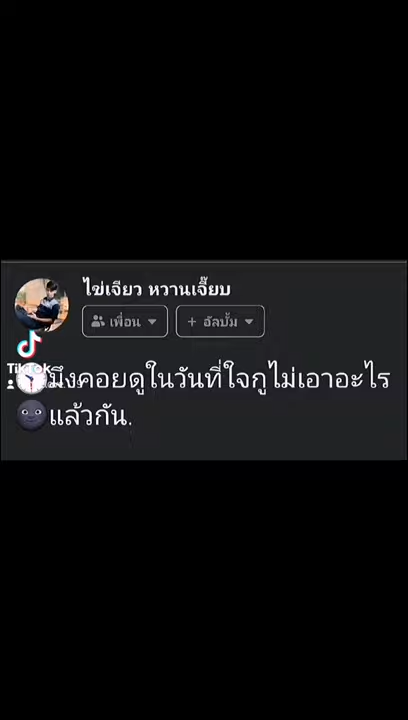 ไข่เจียว หวานเจี๊ยบ
เพื่อน
+ อัลบั้ม
TikTok
🕦มึงคอยดูในวันที่ใจกูไม่เอาอะไร
🌚แล้วกัน.